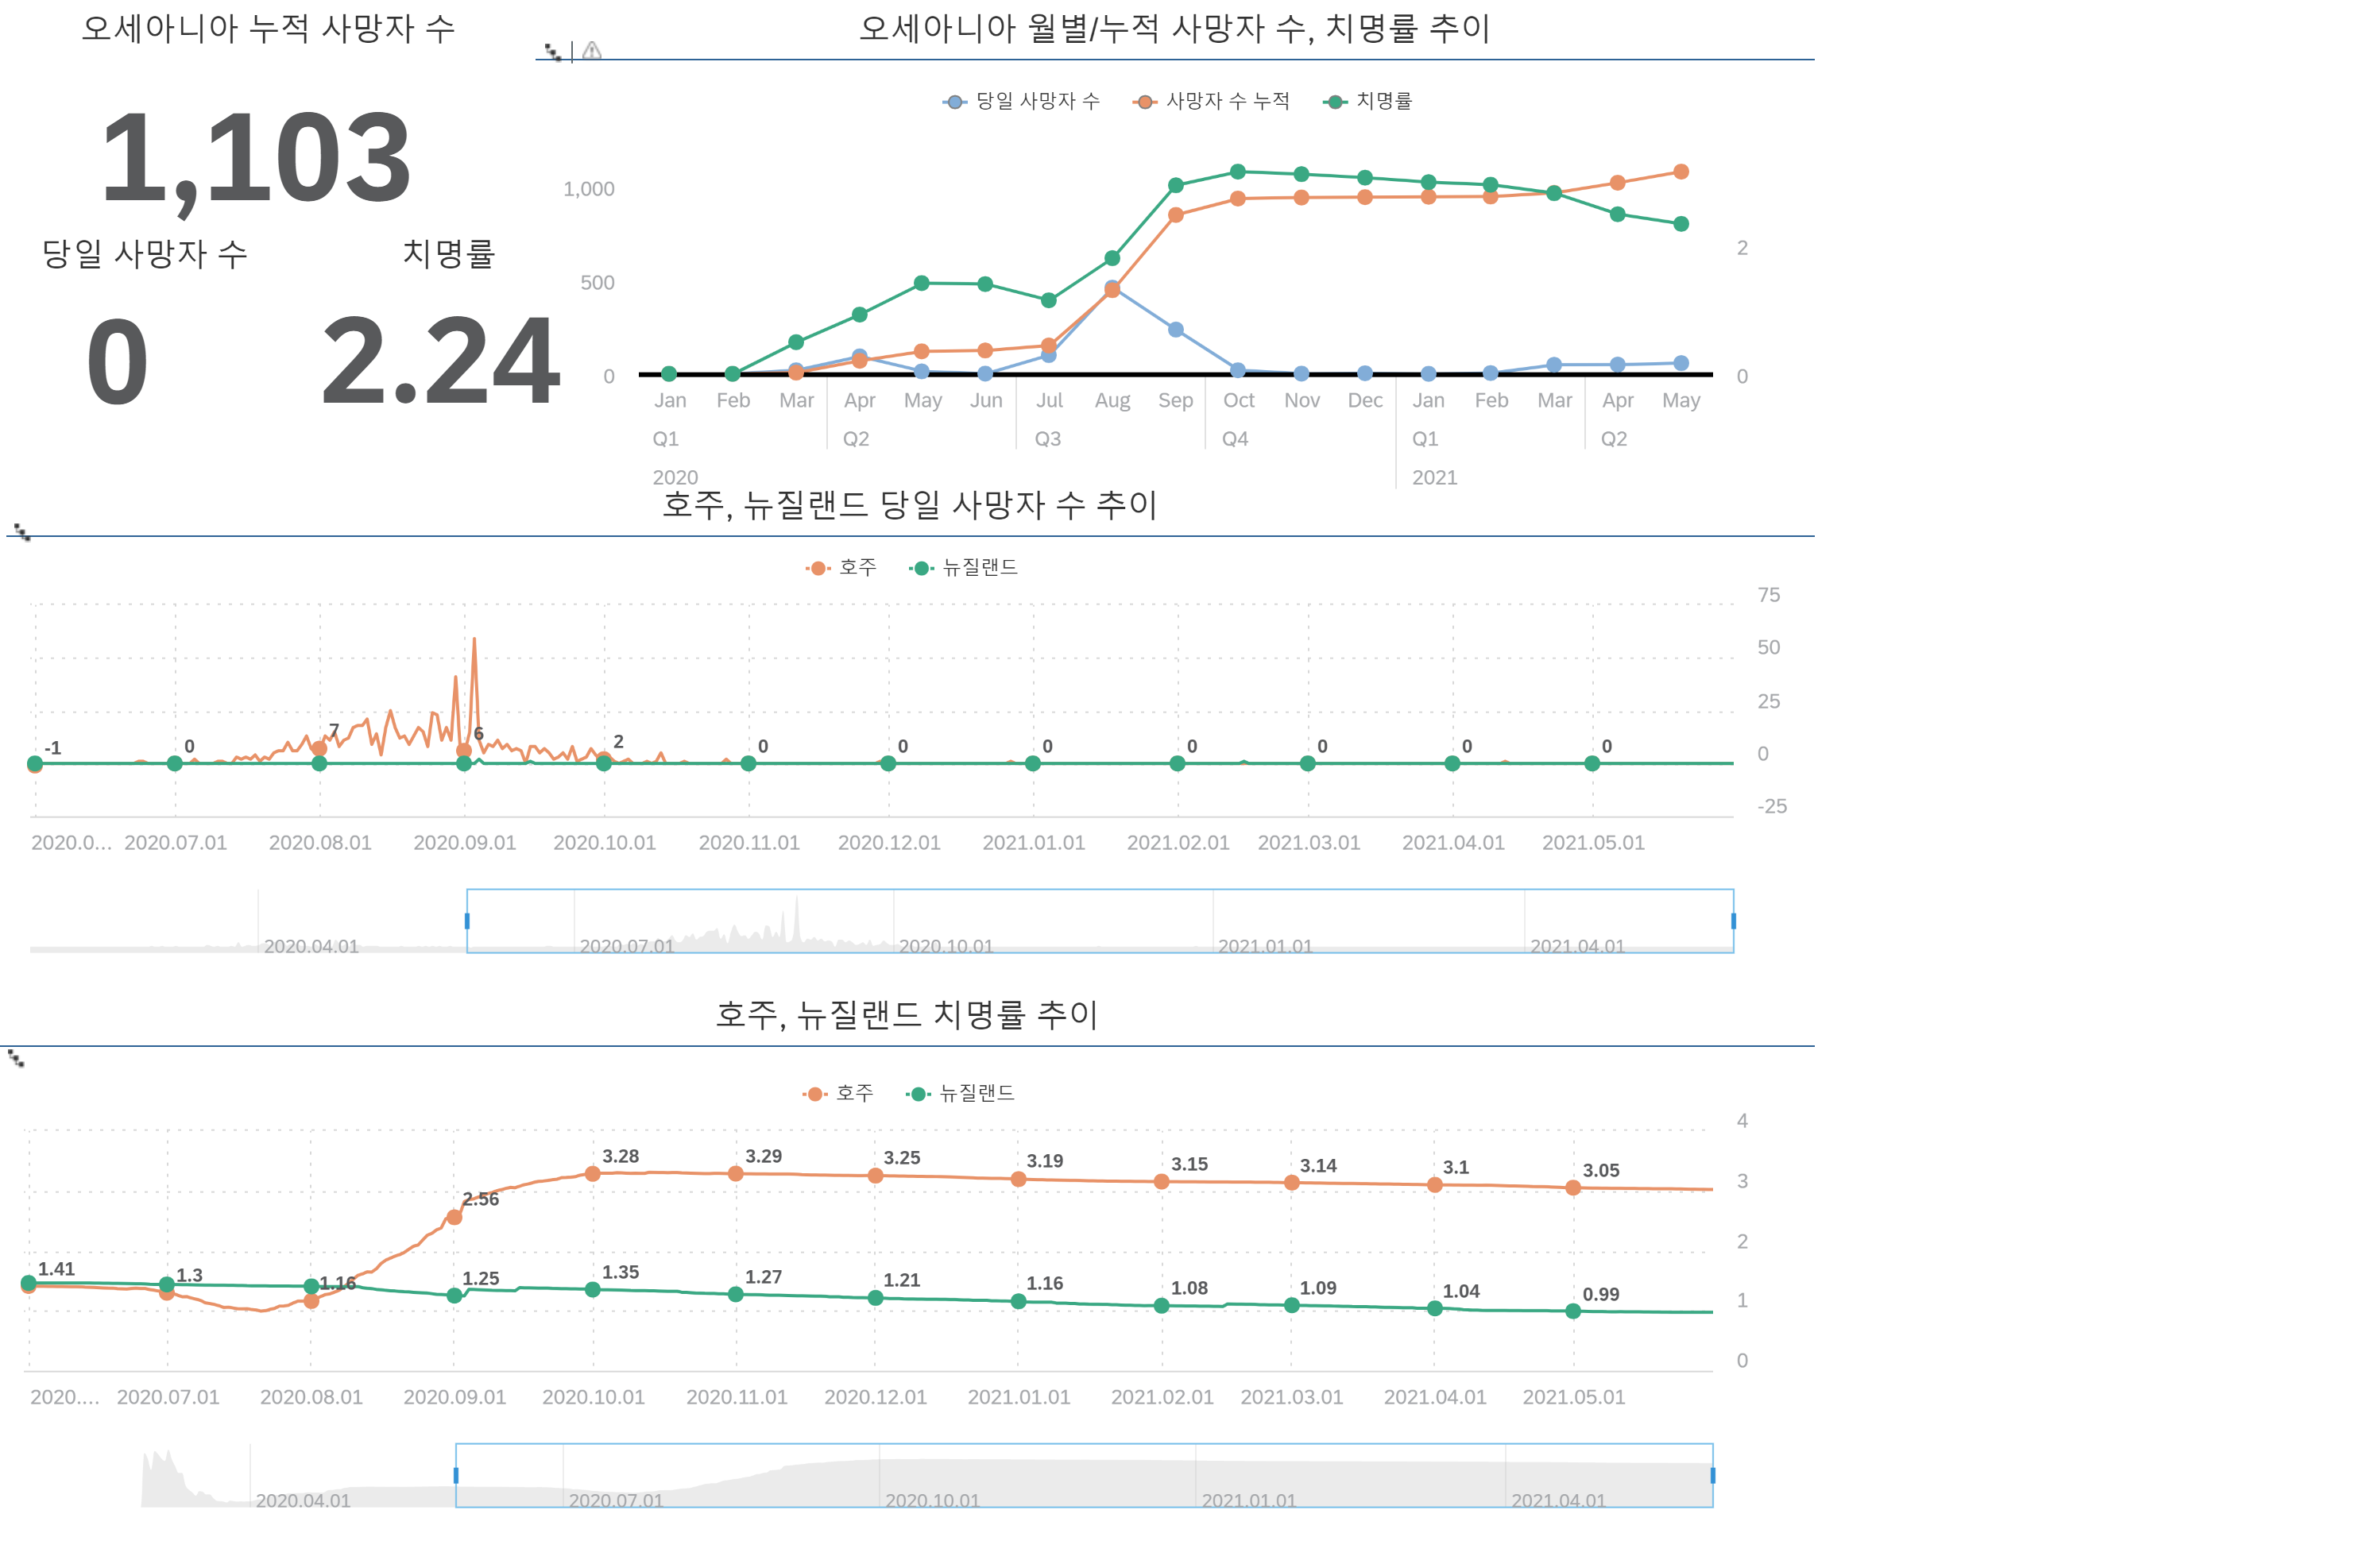 오세아니아 누적 사망자 수
1,103
당일 사망자 수 치명률
0 2.24
오세아니아 월별/누적 사망자 수, 치명률 추이
당일 사망자 수 사망자 수 누적 치명률
1,000
500
0
2
0
Jan Feb Mar Apr May Jun Jul Aug Sep Oct Nov Dec Jan Feb Mar Apr May
Q1 Q2 Q3 Q4 Q1 Q2
2020 2021
호주, 뉴질랜드 당일 사망자 수 추이
호주 뉴질랜드
75
50
25
0
-25
-1 0 7 6 2 0 0 0 0 0 0 0
2020.0... 2020.07.01 2020.08.01 2020.09.01 2020.10.01 2020.11.01 2020.12.01 2021.01.01 2021.02.01 2021.03.01 2021.04.01 2021.05.01
2020.04.01 2020.07.01 2020.10.01 2021.01.01 2021.04.01
호주, 뉴질랜드 치명률 추이
호주 뉴질랜드
4
3
2
1
0
2.56 3.28 3.29 3.25 3.19 3.15 3.14 3.1 3.05
1.41 1.3 1.16 1.25 1.35 1.27 1.21 1.16 1.08 1.09 1.04 0.99
2020.... 2020.07.01 2020.08.01 2020.09.01 2020.10.01 2020.11.01 2020.12.01 2021.01.01 2021.02.01 2021.03.01 2021.04.01 2021.05.01
2020.04.01 2020.07.01 2020.10.01 2021.01.01 2021.04.01